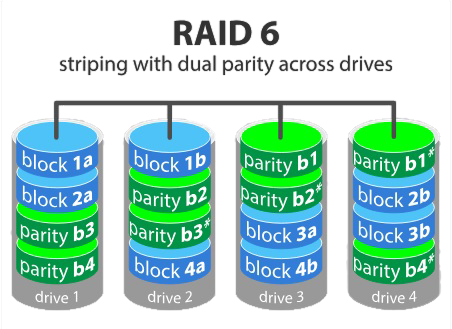 RAID 6
striping with dual parity across drives
block 1a
block 2a
parity b3
parity b4
drive 1
block 1b
parity b2
parity b3*
block 4a
drive 2
parity b1
parity b2*
block 3a
block 4b
drive 3
parity b1*
block 2b
block 3b
parity b4*
drive 4